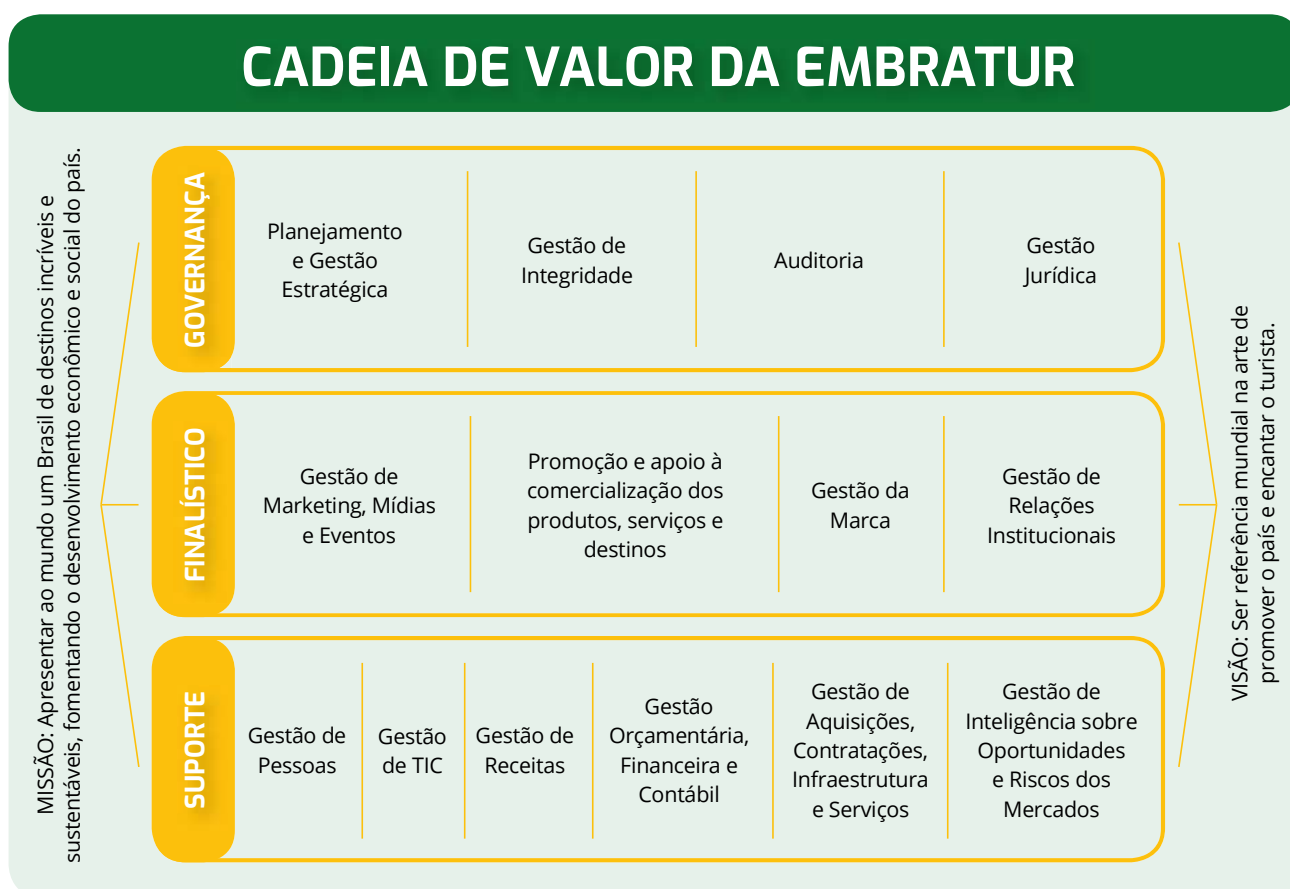 CADEIA DE VALOR DA EMBRATUR
MISSÃO: Apresentar ao mundo um Brasil de destinos incríveis e
sustentáveis, fomentando o desenvolvimento econômico e social do país.
GOVERNANÇA
Planejamento
e Gestão
Estratégica
Gestão de
Integridade
Auditoria
Gestão
Jurídica
FINALÍSTICO
Gestão de
Marketing, Mídias
e Eventos
Promoção e apoio à
comercialização dos
produtos, serviços e
destinos
Gestão da
Marca
Gestão de
Relações
Institucionais
SUPORTE
Gestão de
Pessoas
Gestão
de TIC
Gestão de
Receitas
Gestão
Orçamentária,
Financeira e
Contábil
Gestão de
Aquisições,
Contratações,
Infraestrutura
e Serviços
Gestão de
Inteligência sobre
Oportunidades
e Riscos dos
Mercados
VISÃO: Ser referência mundial na arte de
promover o país e encantar o turista.